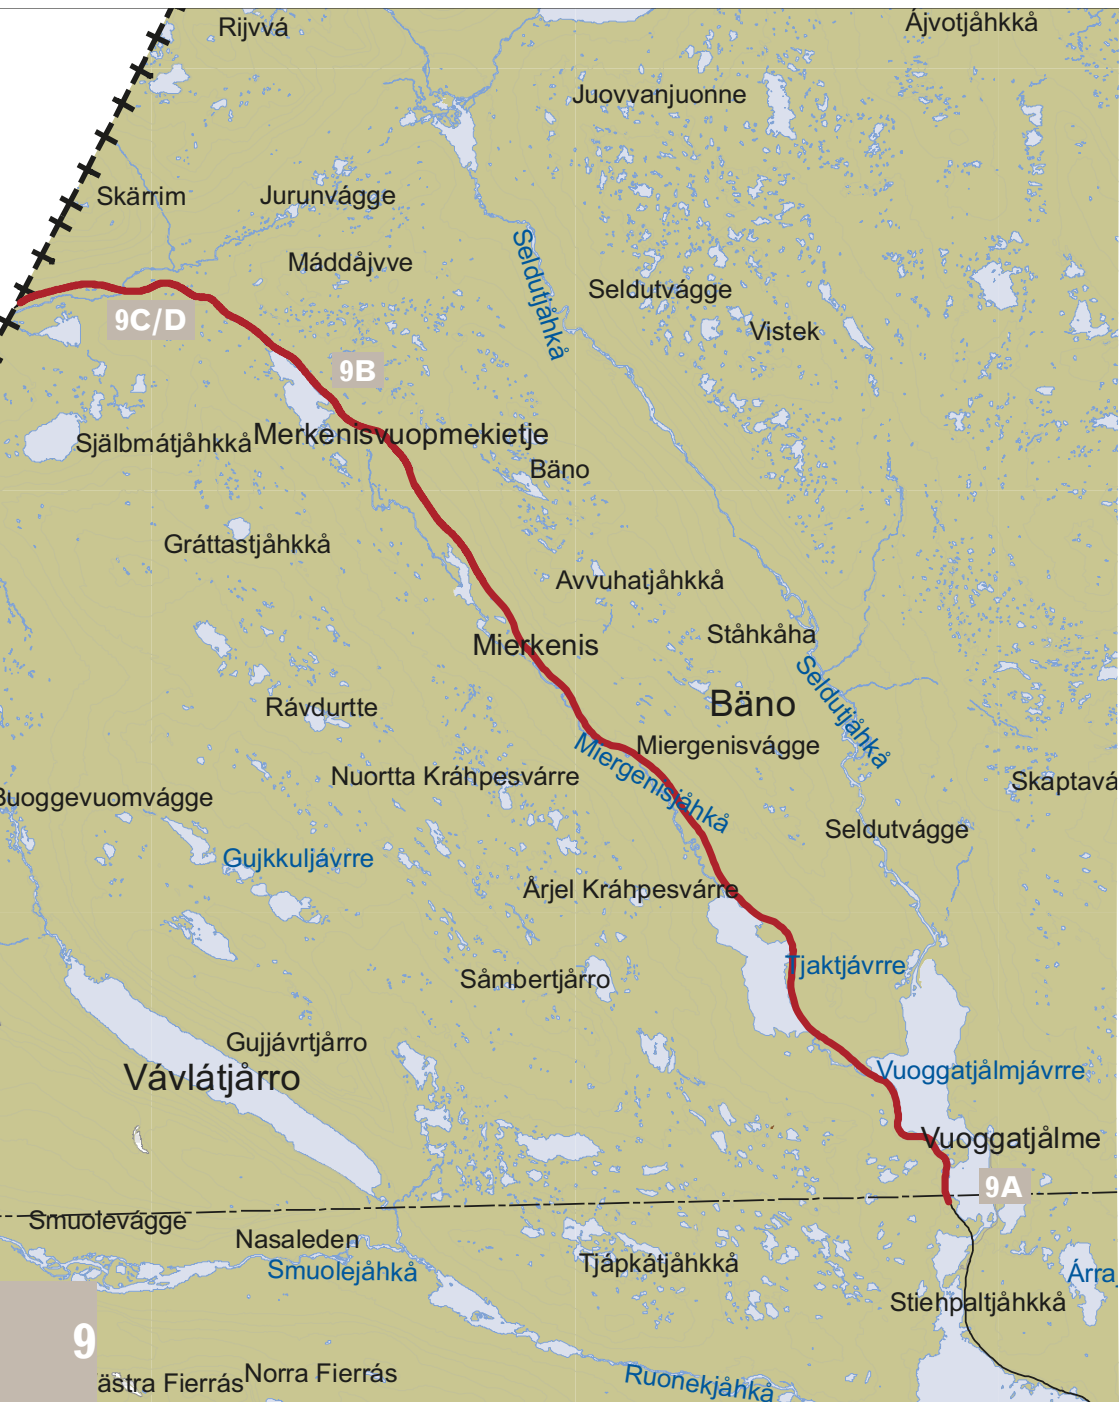 Rijvvá
Ájvotjåhkkå
Juovvanjuonne
Skärrim
Jurunvágge
Seldutjåhkå
Máddåjvve
Seldutvágge
9C/D
Vistek
9B
Själbmátjåhkkå
Merkenisvuopmekietje
Bäno
Gráttastjåhkkå
Avvuhatjåhkkå
Ståhkåha
Mierkenis
Seldutjåhkå
Bäno
Rávdurtte
Miergenisvágge
Miergenisjåhkå
Nuortta Kráhpesvárre
Skaptavá
Buoggevuomvágge
Seldutvágge
Gujkkuljávrre
Årjel Kráhpesvárre
Tjaktjávrre
Såmbertjårro
Gujjávrtjårro
Vuoggatjålmjávrre
Vávlátjårro
Vuoggatjålme
9A
Smuolevágge
Nasaleden
Tjápkátjåhkkå
Smuolejåhkå
Árra
Stiehpaltjåhkkå
9
ästra Fierrás
Norra Fierrás
Ruonekjåhkå